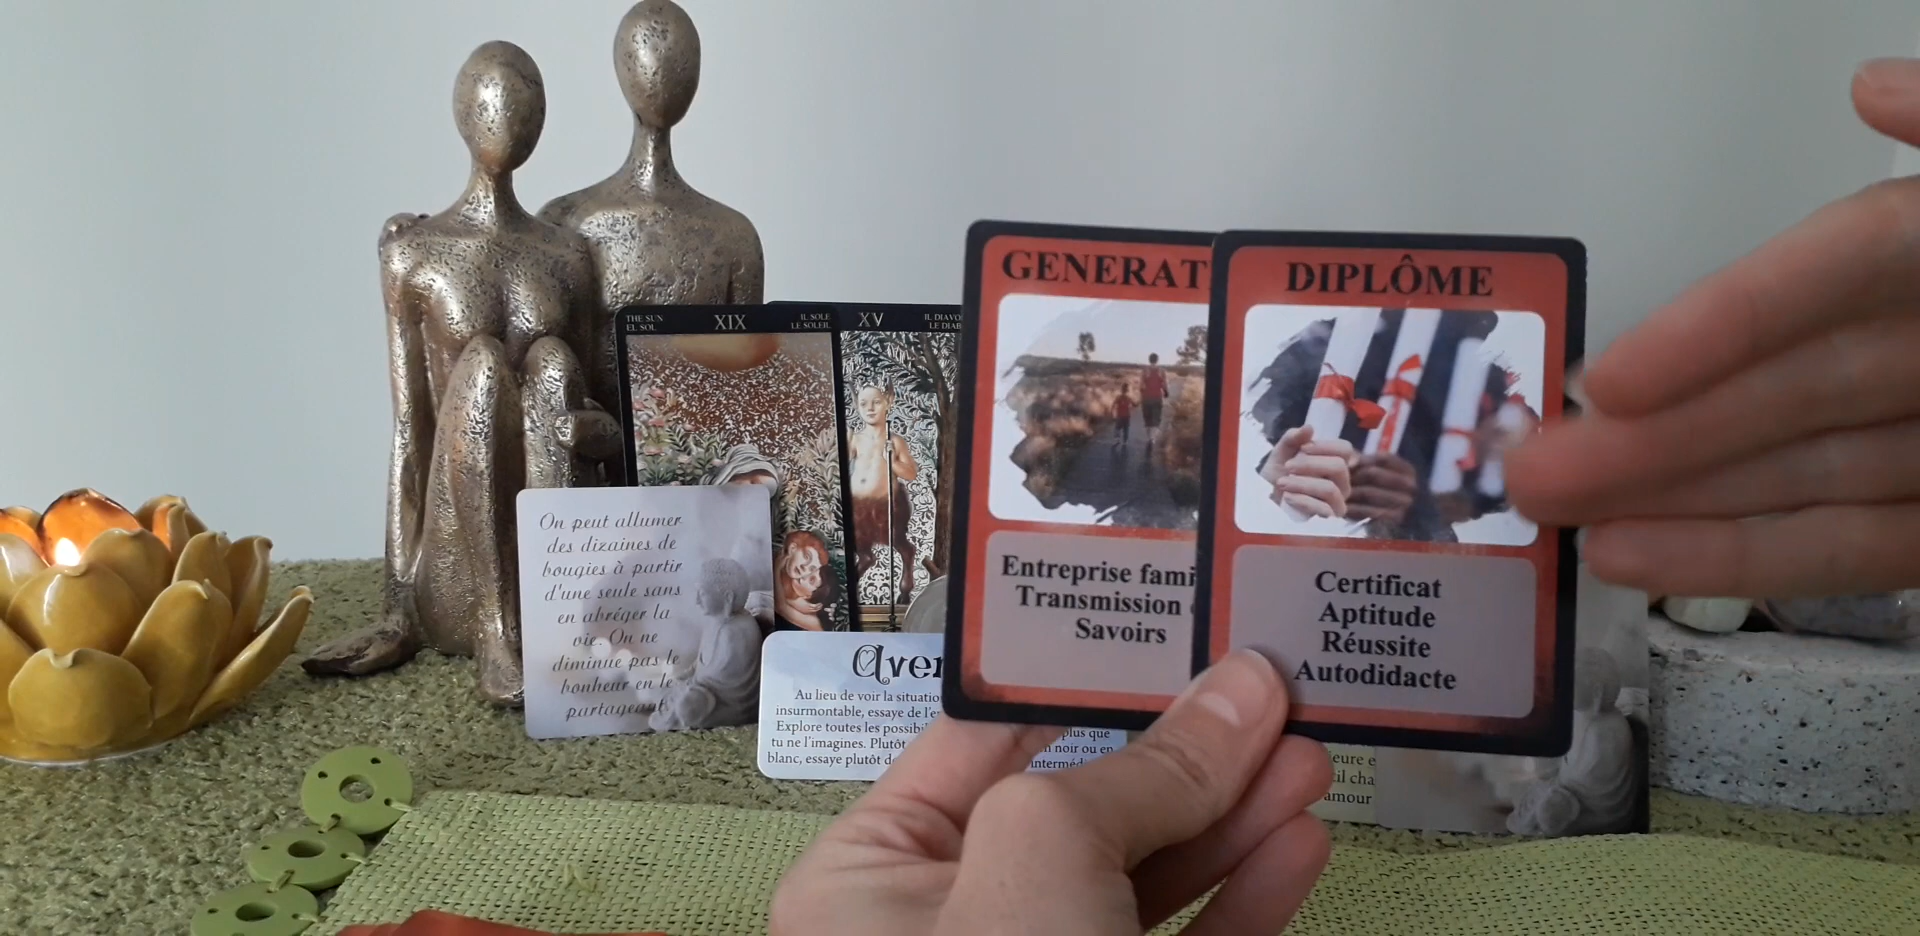 THE SUN
EL SOL
XIX
IL SOLE
LE SOLEIL
XV
IL DIAVO
LE DIAB
GENERAT
Entreprise fami
Transmission
Savoirs
DIPLÔME
Certificat
Aptitude
Réussite
Autodidacte
On peut allumer
des dizaines de
bougies à partir
d'une seule sans
en abréger la
vie. On ne
diminue pas le
bonheur en le
partageant
Aver
Au lieu de voir la situatio
insurmontable, essaye de l'e
Explore toutes les possibi plus que
tu ne l'imagines. Plutôt n noir ou en
blanc, essaye plutôt d intermédi
eure e
til cha
amour